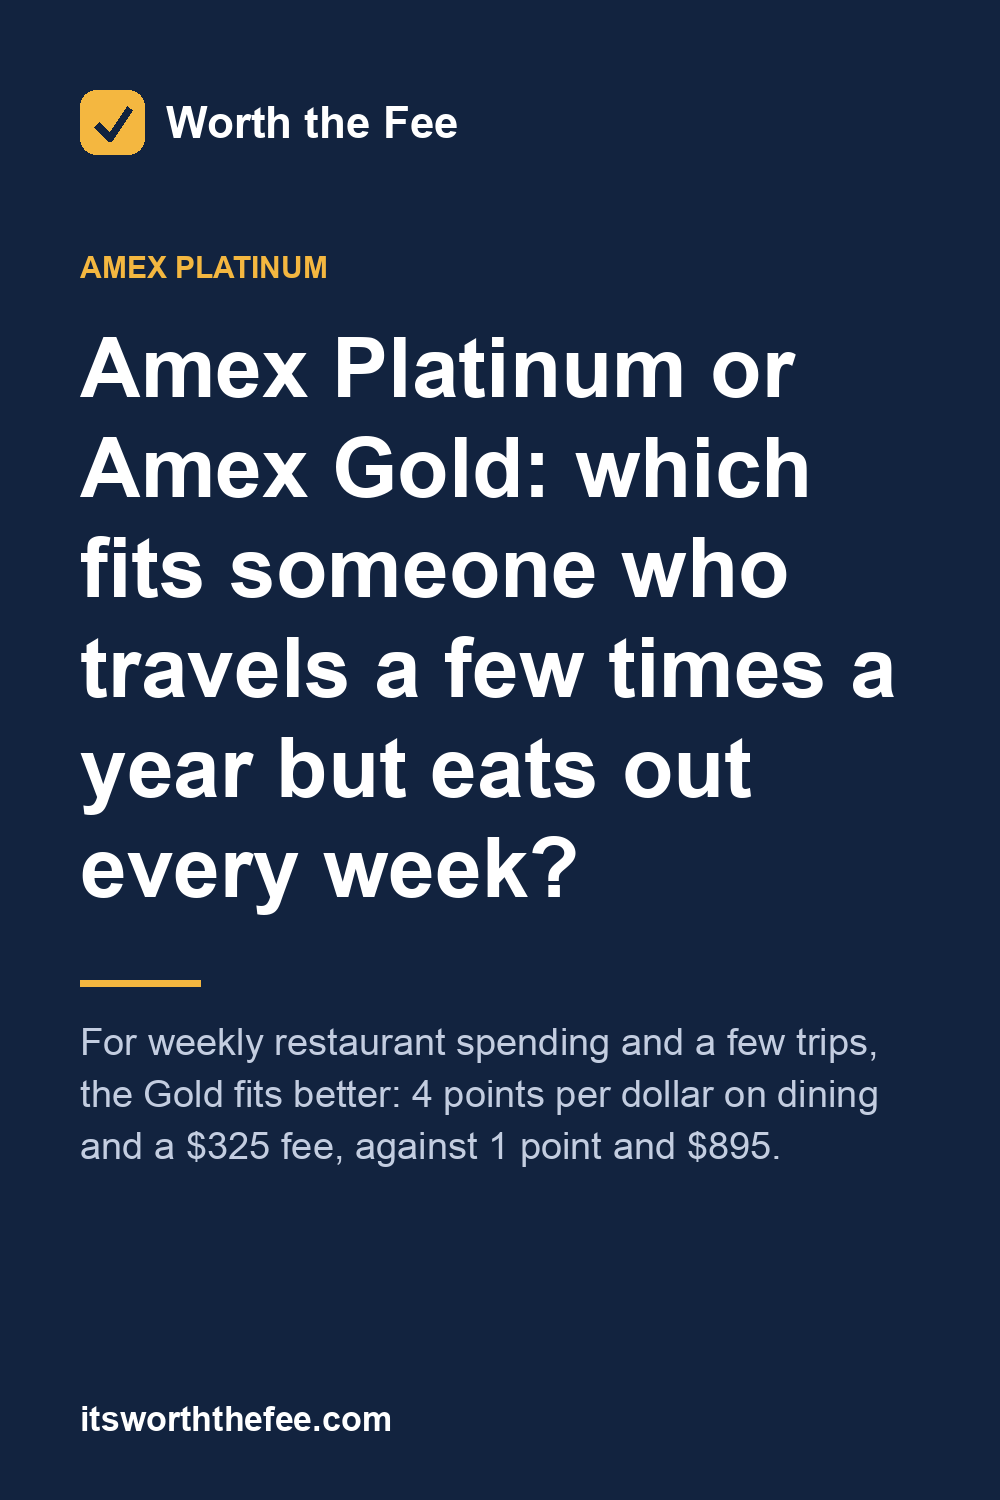 Worth the Fee
AMEX PLATINUM
Amex Platinum or
Amex Gold: which
fits someone who
travels a few times a
year but eats out
every week?
For weekly restaurant spending and a few trips,
the Gold fits better: 4 points per dollar on dining
and a $325 fee, against 1 point and $895.
itsworththefee.com